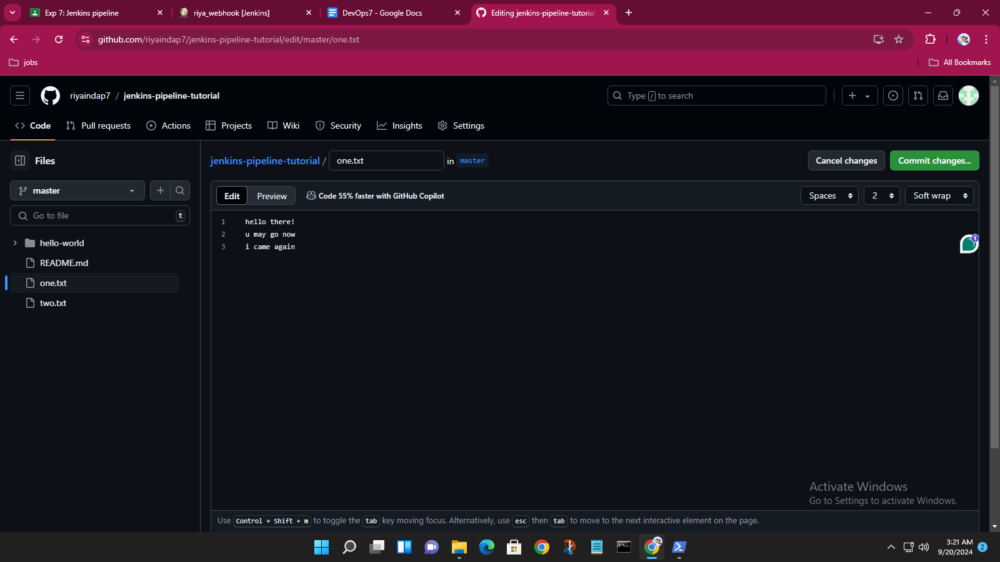 Exp 7: Jenkins pipeline
riya_webhook [Jenkins]
DevOps7 - Google Docs
Editing jenkins-pipeline-tutorial
github.com/riyaindap7/jenkins-pipeline-tutorial/edit/master/one.txt
jobs
All Bookmarks
riyaindap7 / jenkins-pipeline-tutorial
Type / to search
Code
Pull requests
Actions
Projects
Wiki
Security
Insights
Settings
Files
jenkins-pipeline-tutorial / one.txt in master
Cancel changes
Commit changes...
master
Edit
Preview
Code 55% faster with GitHub Copilot
Spaces
2
Soft wrap
Go to file
t
1 hello there!
2 u may go now
3 i came again
1
hello-world
README.md
one.txt
two.txt
Activate Windows
Go to Settings to activate Windows.
Use Control + Shift + m to toggle the tab key moving focus. Alternatively, use esc then tab to move to the next interactive element on the page.
3:21 AM
9/20/2024
2